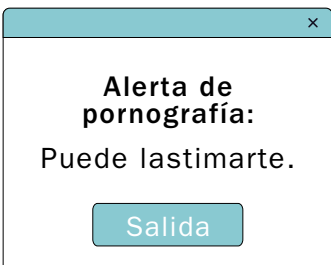 ×
Alerta de
pornografía:
Puede lastimarte.
Salida